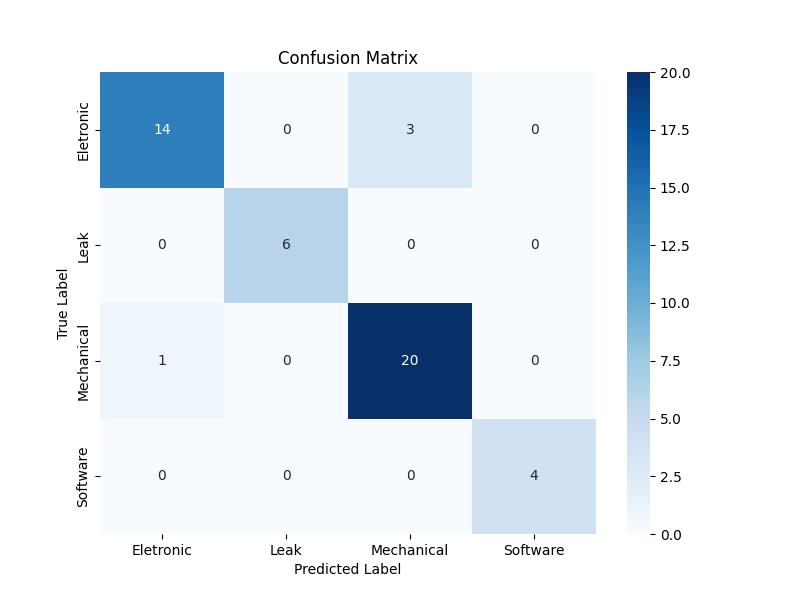 Confusion Matrix
True Label
Eletronic
14 0 3 0
Leak
0 6 0 0
Mechanical
1 0 20 0
Software
0 0 0 4
Eletronic Leak Mechanical Software
Predicted Label
20.0
17.5
15.0
12.5
10.0
7.5
5.0
2.5
0.0